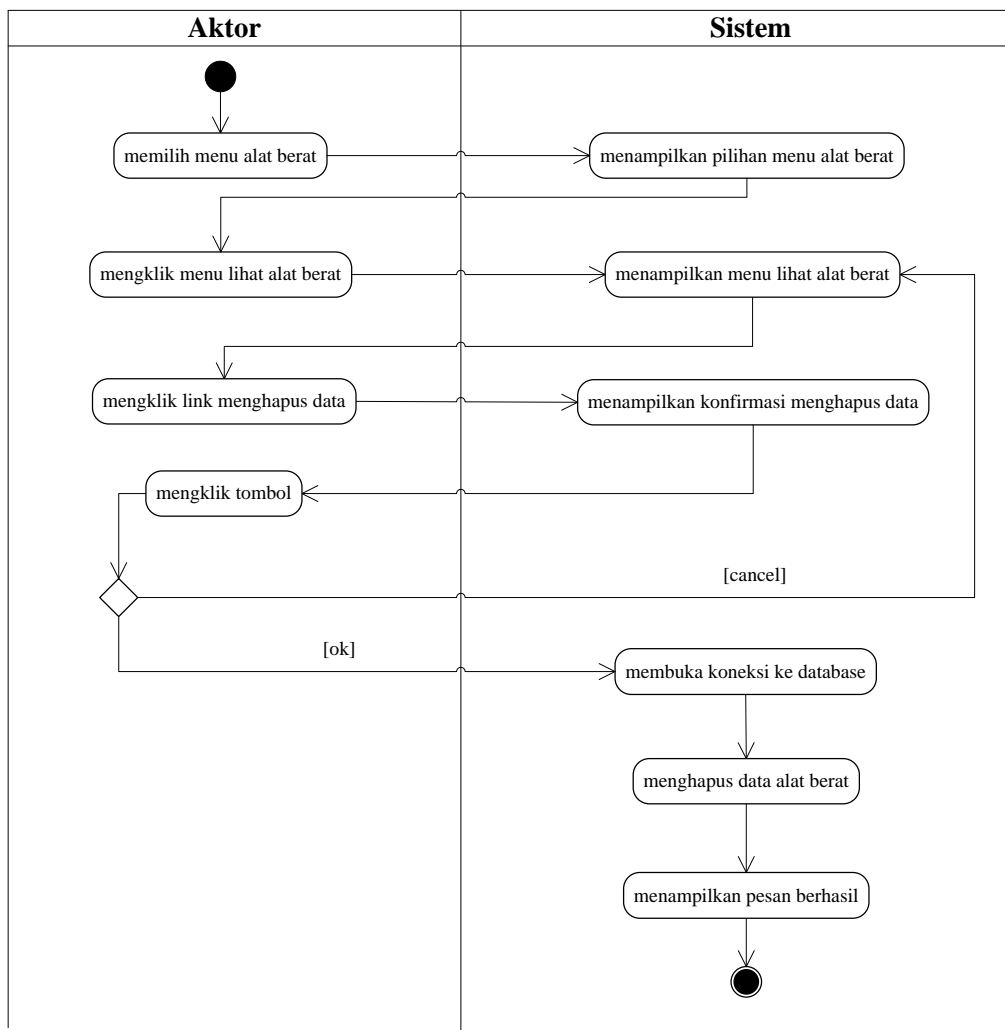 Aktor
Sistem
memilih menu alat berat
menampilkan pilihan menu alat berat
mengklik menu lihat alat berat
menampilkan menu lihat alat berat
mengklik link menghapus data
menampilkan konfirmasi menghapus data
mengklik tombol
[cancel]
[ok]
membuka koneksi ke database
menghapus data alat berat
menampilkan pesan berhasil